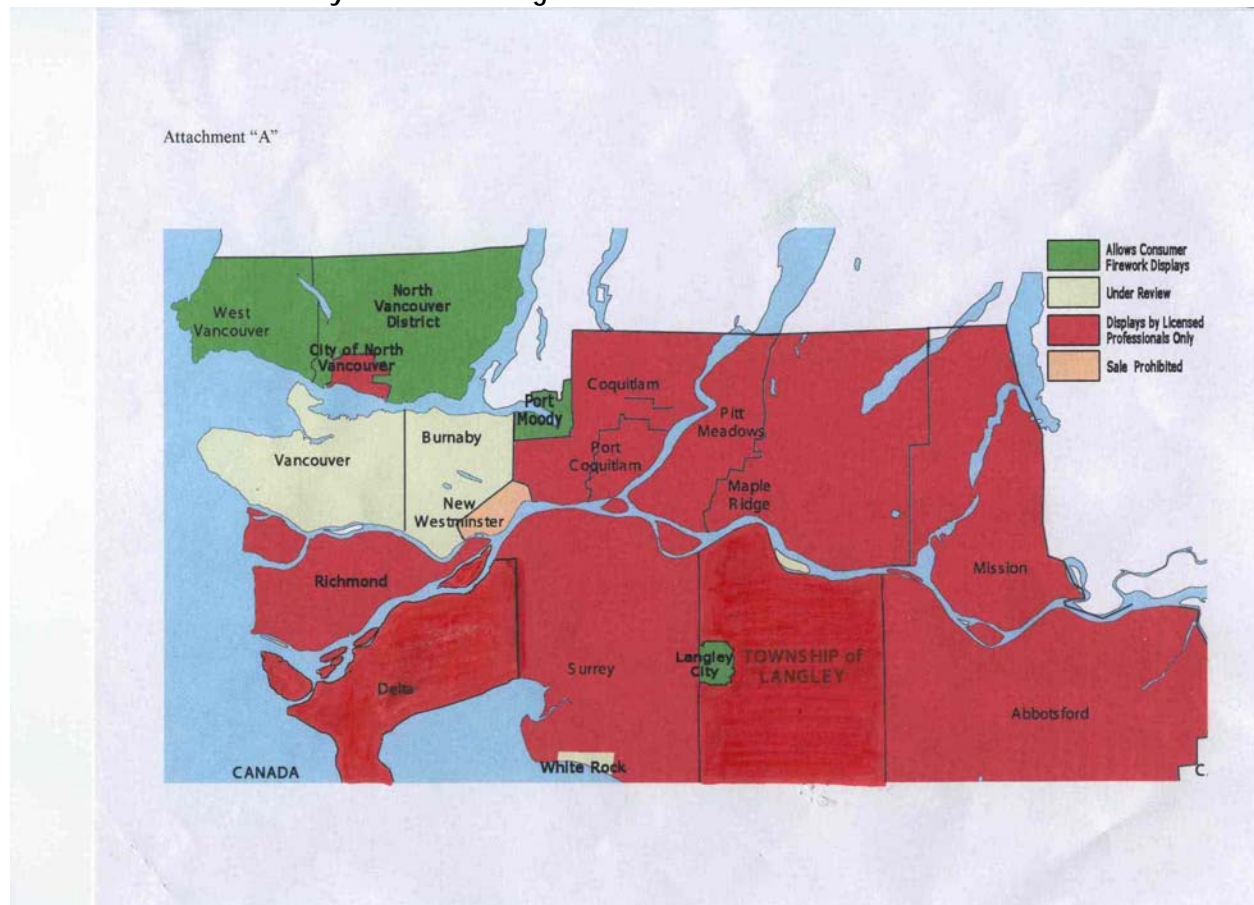 Attachment "A"
Allows Consumer
Firework Displays
Under Review
Displays by Licensed
Professionals Only
Sale Prohibited
West
Vancouver
North
Vancouver
District
City of North
Vancouver
Port
Moody
Coquitlam
Pitt
Meadows
Burnaby
Vancouver
Port
Coquitlam
Maple
Ridge
New
Westminster
Richmond
Mission
Delta
Surrey
Langley
City
TOWNSHIP of
LANGLEY
Abbotsford
CANADA
White Rock
C